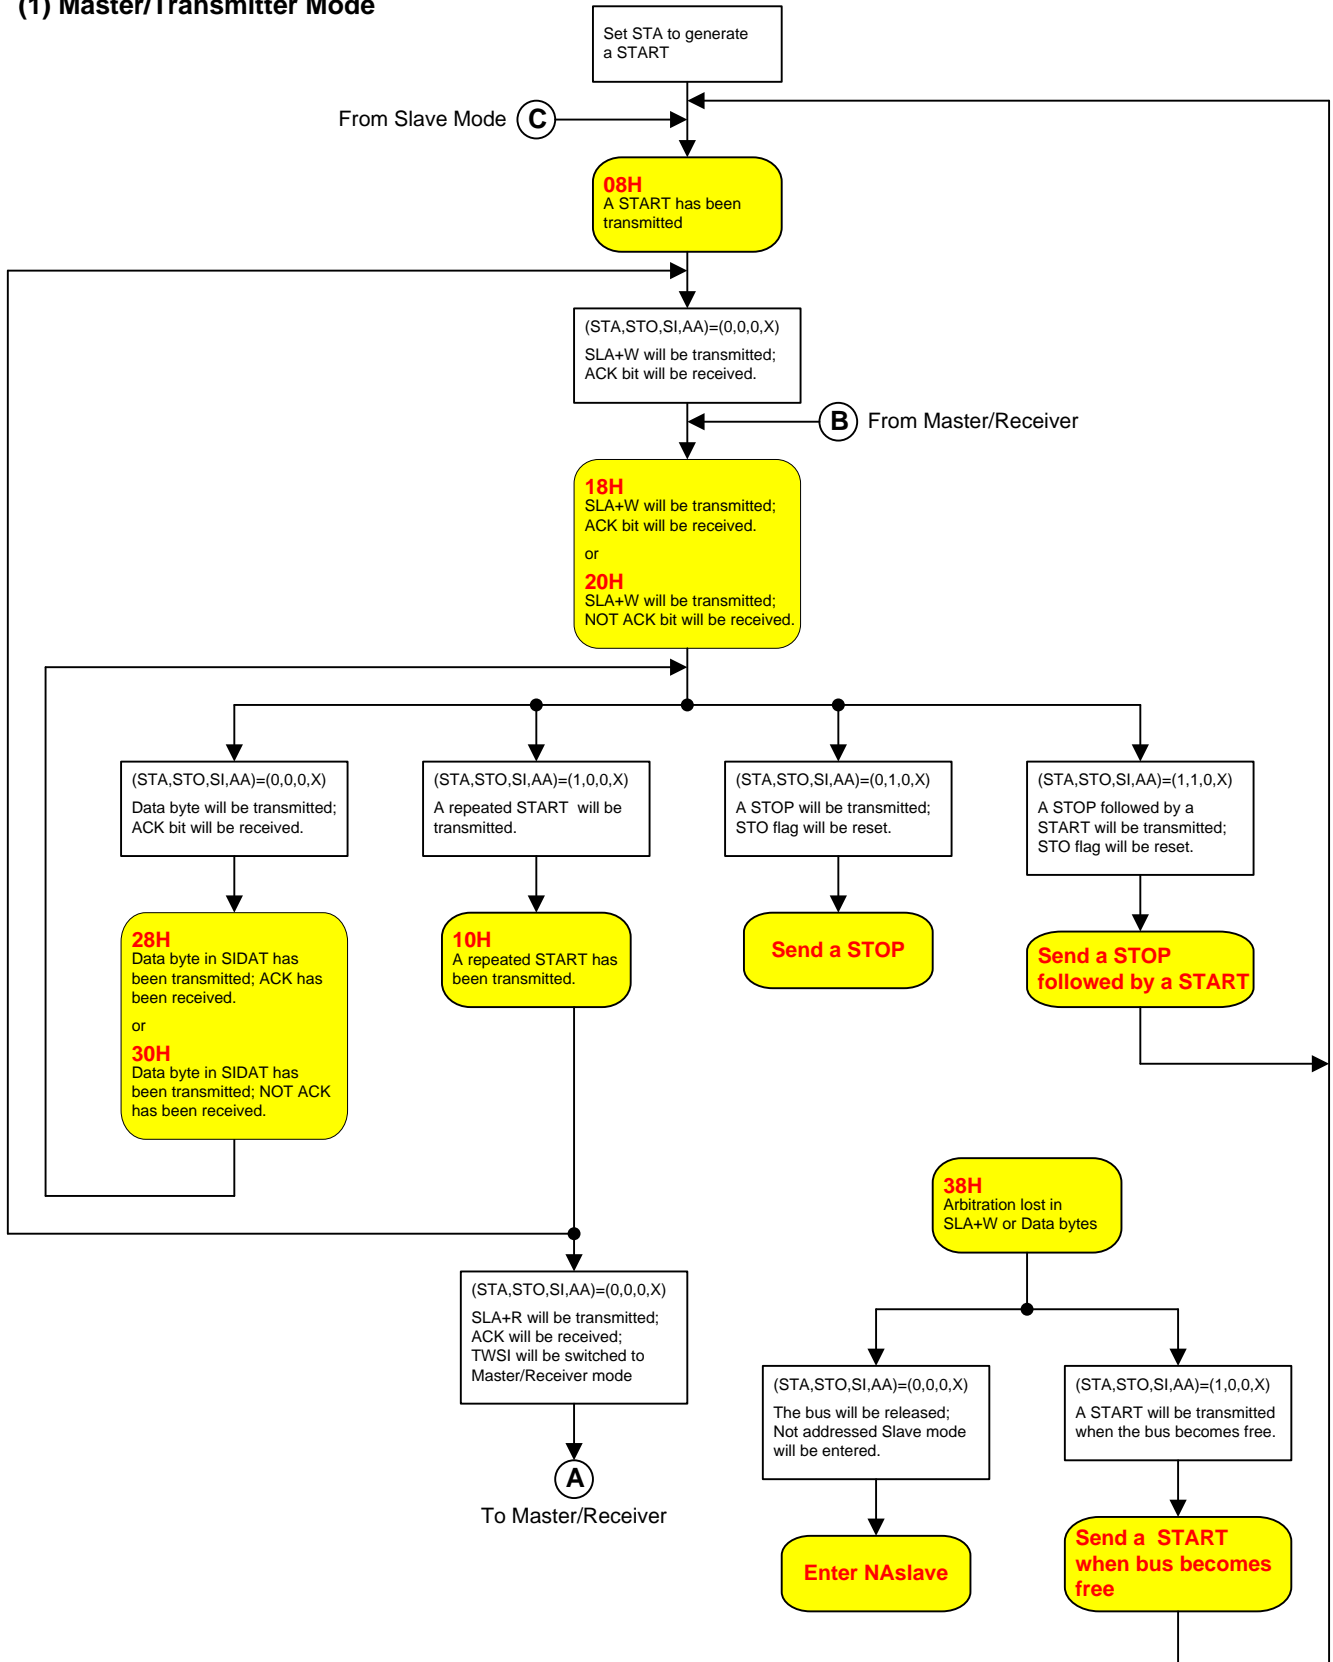 (1) Master/Transmitter Mode
Set STA to generate
a START
From Slave Mode
C
08H
A START has been
transmitted
(STA,STO,SI,AA)=(0,0,0,X)
SLA+W will be transmitted;
ACK bit will be received.
B
From Master/Receiver
18H
SLA+W will be transmitted;
ACK bit will be received.
or
20H
SLA+W will be transmitted;
NOT ACK bit will be received.
(STA,STO,SI,AA)=(0,0,0,X)
Data byte will be transmitted;
ACK bit will be received.
(STA,STO,SI,AA)=(1,0,0,X)
A repeated START will be
transmitted.
(STA,STO,SI,AA)=(0,1,0,X)
A STOP will be transmitted;
STO flag will be reset.
(STA,STO,SI,AA)=(1,1,0,X)
A STOP followed by a
START will be transmitted;
STO flag will be reset.
28H
Data byte in SIDAT has
been transmitted; ACK has
been received.
or
30H
Data byte in SIDAT has
been transmitted; NOT ACK
has been received.
10H
A repeated START has
been transmitted.
Send a STOP
Send a STOP
followed by a START
38H
Arbitration lost in
SLA+W or Data bytes
(STA,STO,SI,AA)=(0,0,0,X)
SLA+R will be transmitted;
ACK will be received;
TWSI will be switched to
Master/Receiver mode
A
To Master/Receiver
(STA,STO,SI,AA)=(0,0,0,X)
The bus will be released;
Not addressed Slave mode
will be entered.
(STA,STO,SI,AA)=(1,0,0,X)
A START will be transmitted
when the bus becomes free.
Enter NAslave
Send a START
when bus becomes
free